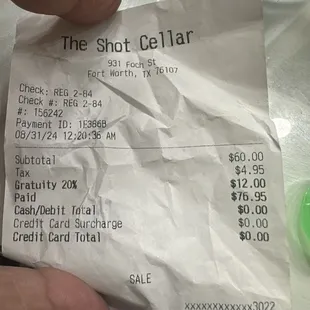 The Shot Cellar
931 Foch St
Fort Worth, TX 76107
Check: REG 2-84
Check #: REG 2-84
#: 156242
Payment ID: 1E386B
08/31/24 12:20:36 AM
Subtotal $60.00
Tax $4.95
Gratuity 20% $12.00
Paid $76.95
Cash/Debit Total $0.00
Credit Card Surcharge $0.00
Credit Card Total $0.00
SALE
XXXXXXXXXXXX3022